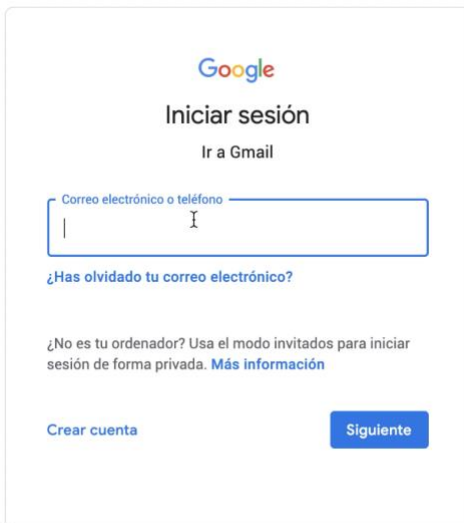 Google
Iniciar sesión
Ir a Gmail
Correo electrónico o teléfono
¿Has olvidado tu correo electrónico?
¿No es tu ordenador? Usa el modo invitados para iniciar
sesión de forma privada. Más información
Crear cuenta
Siguiente